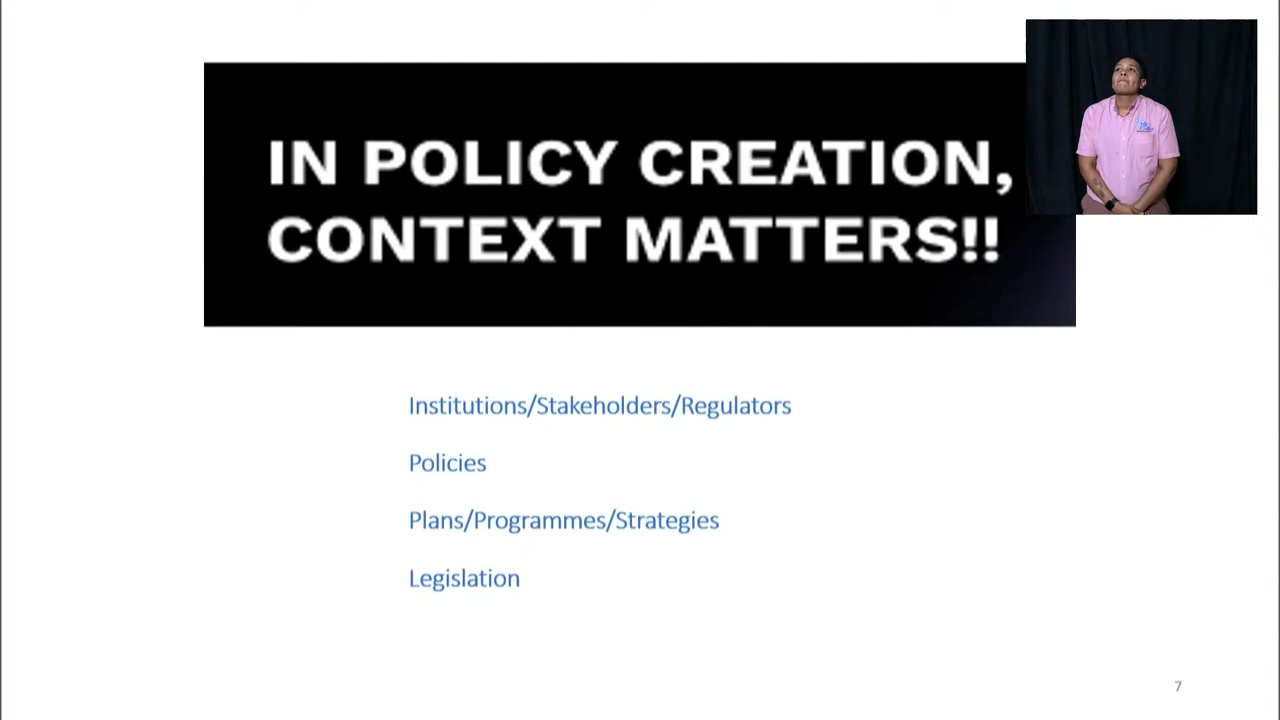 IN POLICY CREATION,
CONTEXT MATTERS!!
Institutions/Stakeholders/Regulators
Policies
Plans/Programmes/Strategies
Legislation
7